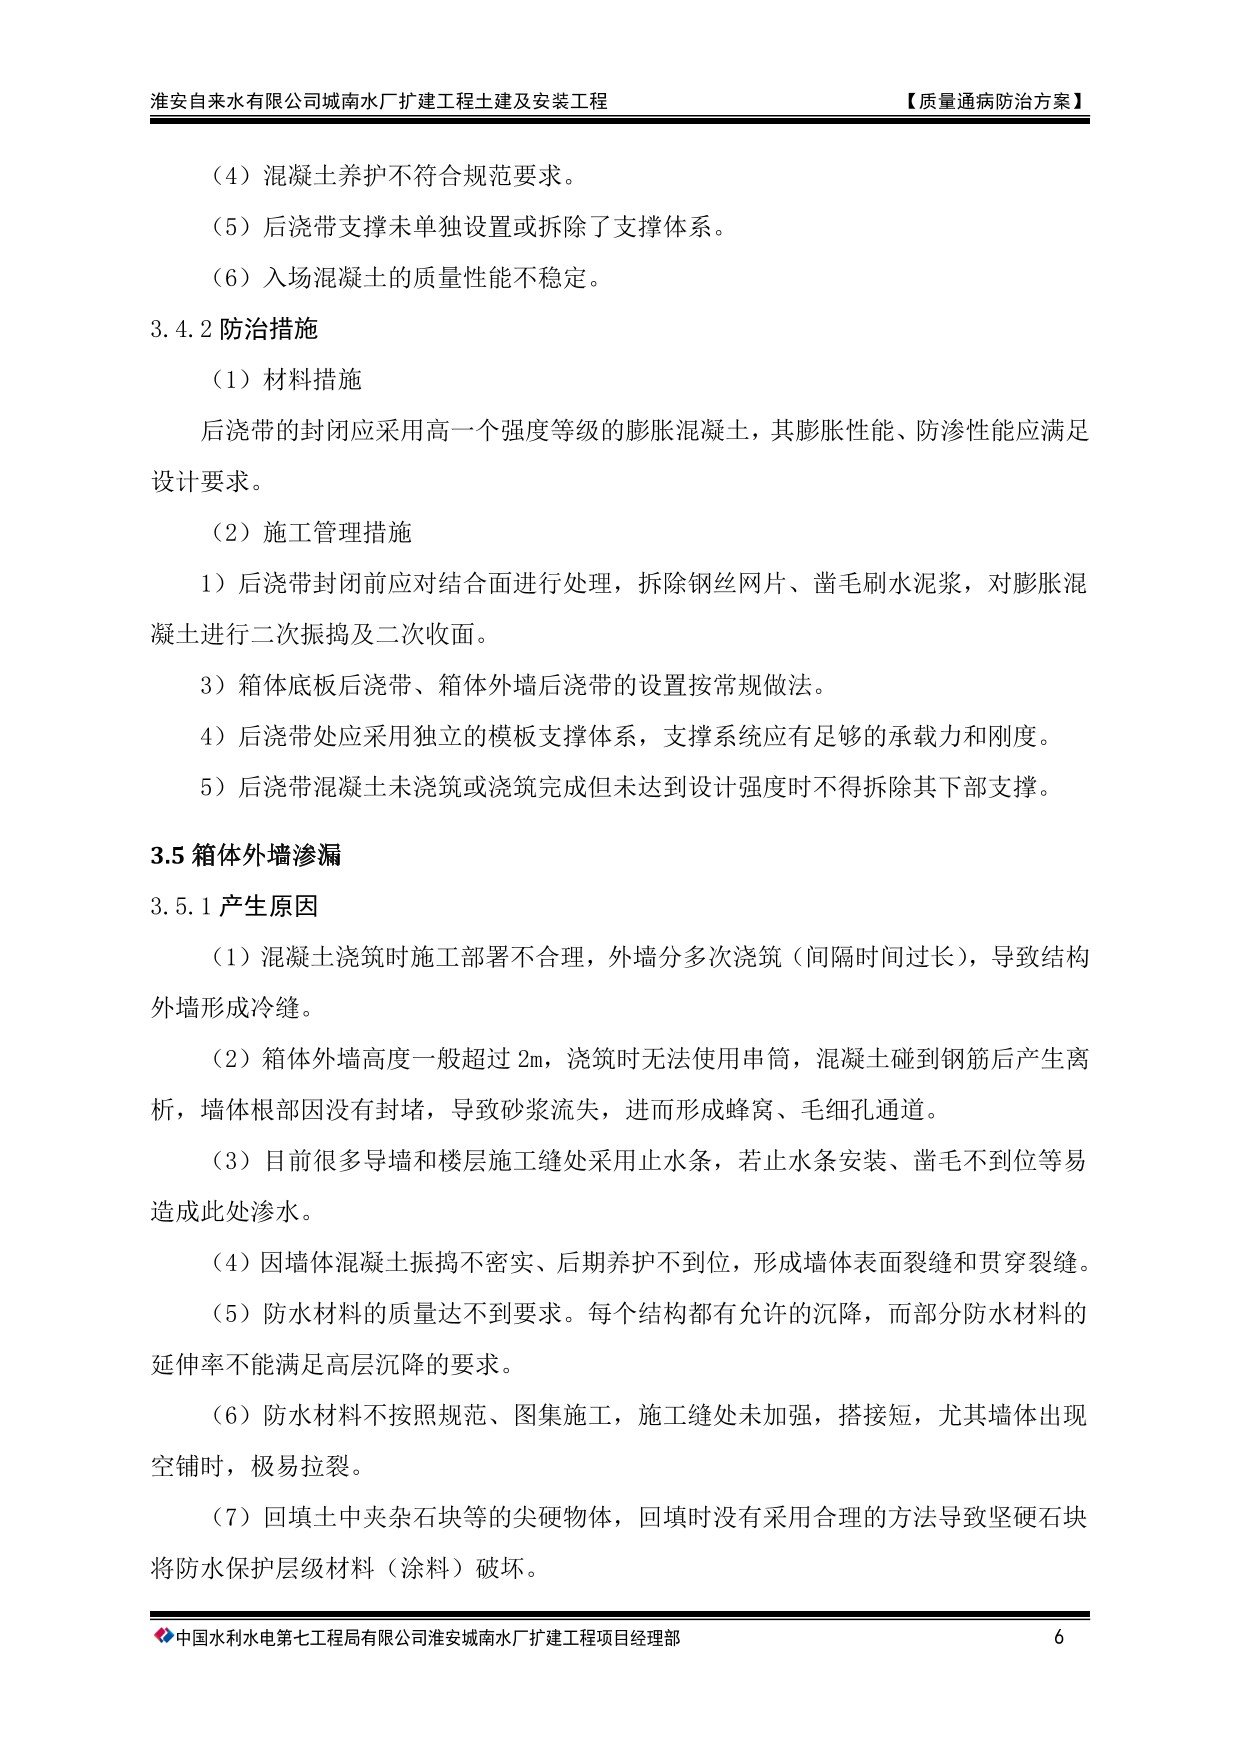 淮安自来水有限公司城南水厂扩建工程土建及安装工程 【质量通病防治方案】
（4）混凝土养护不符合规范要求。
（5）后浇带支撑未单独设置或拆除了支撑体系。
（6）入场混凝土的质量性能不稳定。
3.4.2 防治措施
（1）材料措施
后浇带的封闭应采用高一个强度等级的膨胀混凝土，其膨胀性能、防渗性能应满足
设计要求。
（2）施工管理措施
1）后浇带封闭前应对结合面进行处理，拆除钢丝网片、凿毛刷水泥浆，对膨胀混
凝土进行二次振捣及二次收面。
3）箱体底板后浇带、箱体外墙后浇带的设置按常规做法。
4）后浇带处应采用独立的模板支撑体系，支撑系统应有足够的承载力和刚度。
5）后浇带混凝土未浇筑或浇筑完成但未达到设计强度时不得拆除其下部支撑。
3.5 箱体外墙渗漏
3.5.1 产生原因
（1）混凝土浇筑时施工部署不合理，外墙分多次浇筑（间隔时间过长），导致结构
外墙形成冷缝。
（2）箱体外墙高度一般超过 2m，浇筑时无法使用串筒，混凝土碰到钢筋后产生离
析，墙体根部因没有封堵，导致砂浆流失，进而形成蜂窝、毛细孔通道。
（3）目前很多导墙和楼层施工缝处采用止水条，若止水条安装、凿毛不到位等易
造成此处渗水。
（4）因墙体混凝土振捣不密实、后期养护不到位，形成墙体表面裂缝和贯穿裂缝。
（5）防水材料的质量达不到要求。每个结构都有允许的沉降，而部分防水材料的
延伸率不能满足高层沉降的要求。
（6）防水材料不按照规范、图集施工，施工缝处未加强，搭接短，尤其墙体出现
空铺时，极易拉裂。
（7）回填土中夹杂石块等的尖硬物体，回填时没有采用合理的方法导致坚硬石块
将防水保护层级材料（涂料）破坏。
中国水利水电第七工程局有限公司淮安城南水厂扩建工程项目经理部 6